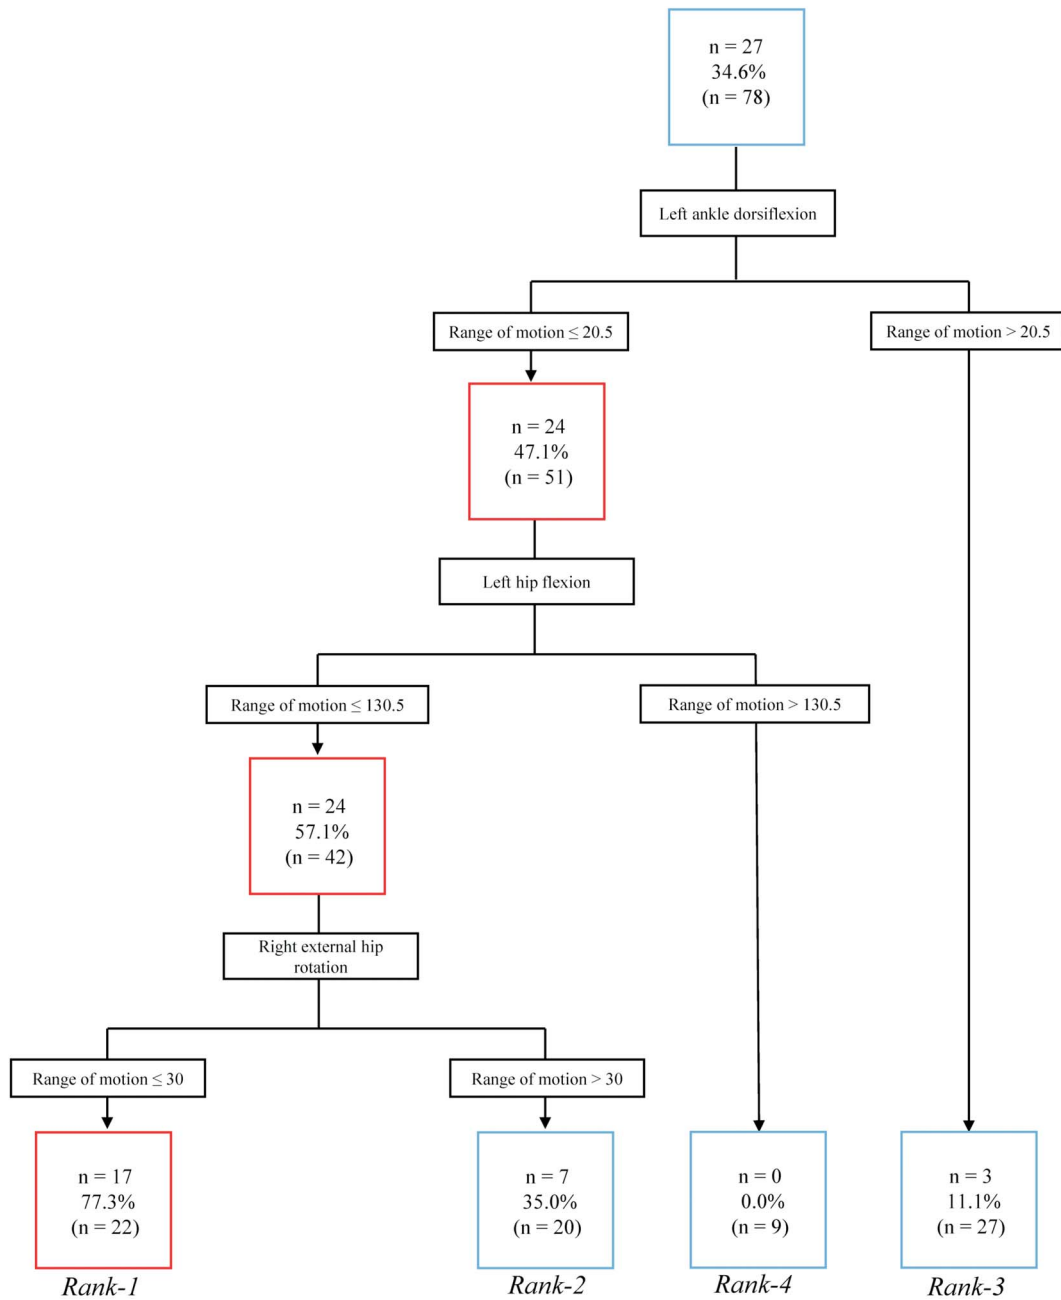 n = 27
34.6%
(n = 78)
Left ankle dorsiflexion
Range of motion ≤ 20.5
Range of motion > 20.5
n = 24
47.1%
(n = 51)
Left hip flexion
Range of motion ≤ 130.5
Range of motion > 130.5
n = 24
57.1%
(n = 42)
Right external hip
rotation
Range of motion ≤ 30
Range of motion > 30
n = 17
77.3%
(n = 22)
Rank-1
n = 7
35.0%
(n = 20)
Rank-2
n = 0
0.0%
(n = 9)
Rank-4
n = 3
11.1%
(n = 27)
Rank-3